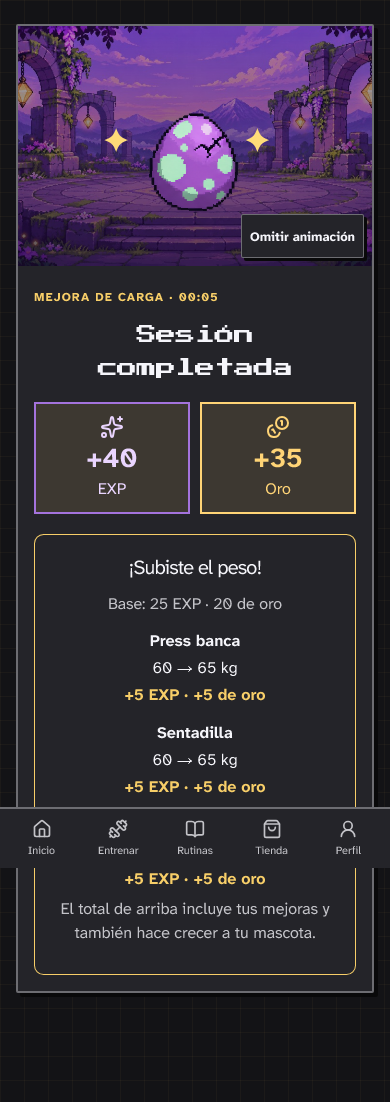 Omitir animación
MEJORA DE CARGA · 00:05
Sesión
completada
+40
EXP
+35
Oro
¡Subiste el peso!
Base: 25 EXP · 20 de oro
Press banca
60 → 65 kg
+5 EXP · +5 de oro
Sentadilla
60 → 65 kg
+5 EXP · +5 de oro
Inicio
Entrenar
Rutinas
Tienda
Perfil
+5 EXP · +5 de oro
El total de arriba incluye tus mejoras y
también hace crecer a tu mascota.